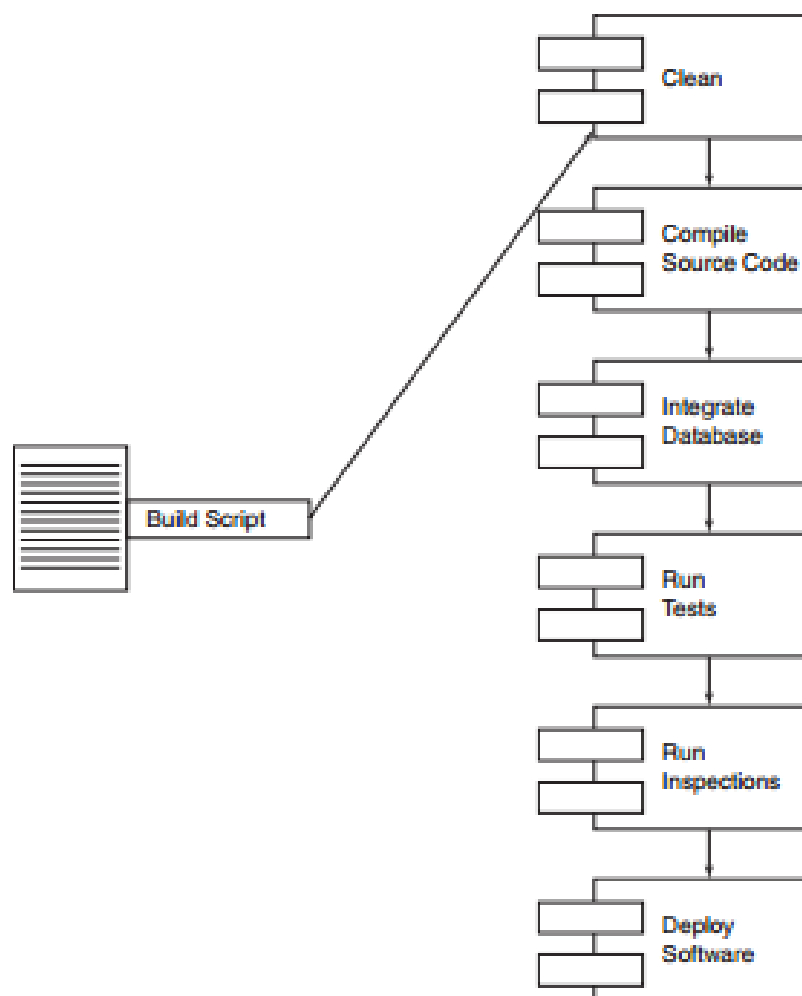 Clean
Compile
Source Code
Integrate
Database
Build Script
Run
Tests
Run
Inspections
Deploy
Software